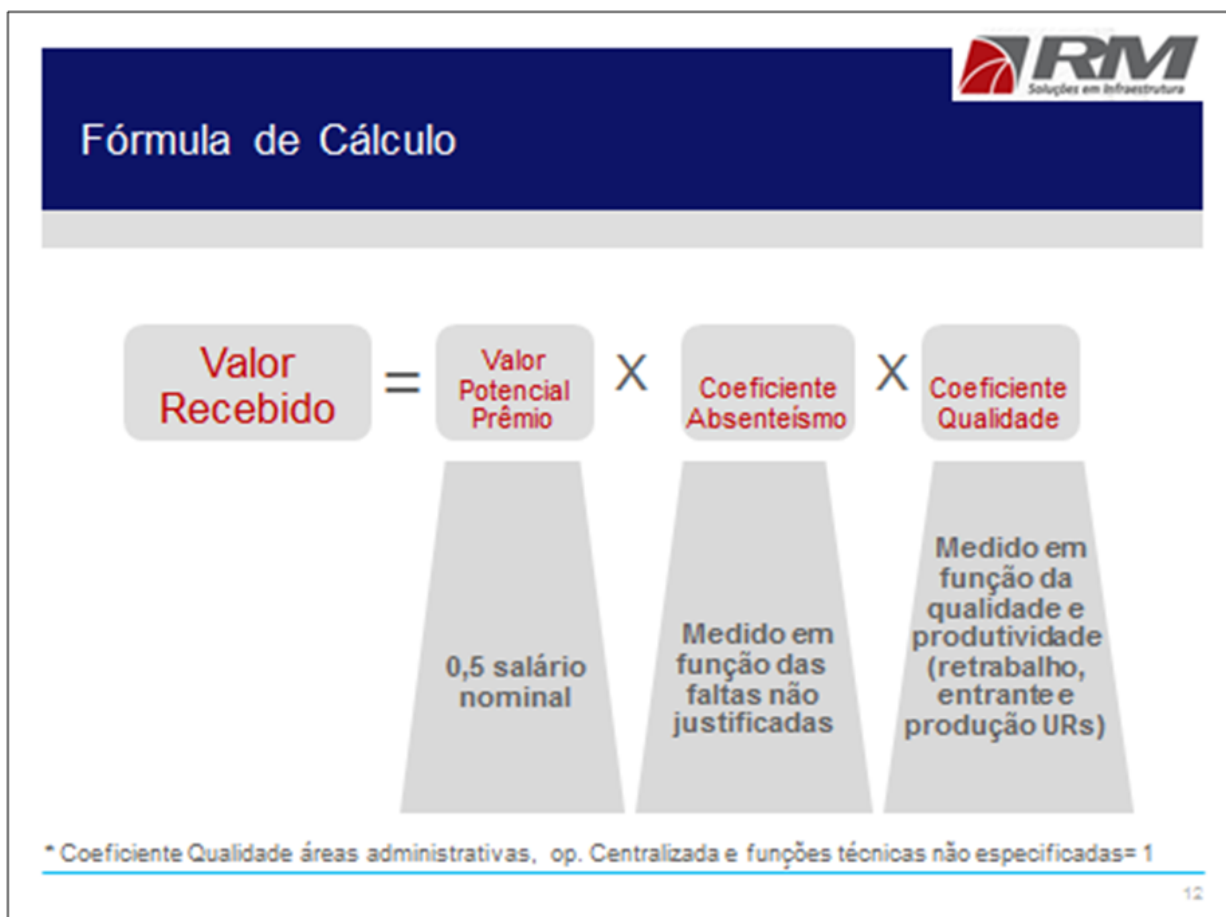 RM
Soluções em Infraestrutura
Fórmula de Cálculo
Valor
Recebido
=
Valor
Potencial
Prêmio
X
Coeficiente
Absenteísmo
X
Coeficiente
Qualidade
0,5 salário
nominal
Medido em
função das
faltas não
justificadas
Medido em
função da
qualidade e
produtividade
(retrabalho,
entrante e
produção URs)
* Coeficiente Qualidade áreas administrativas, op. Centralizada e funções técnicas não especificadas= 1
12